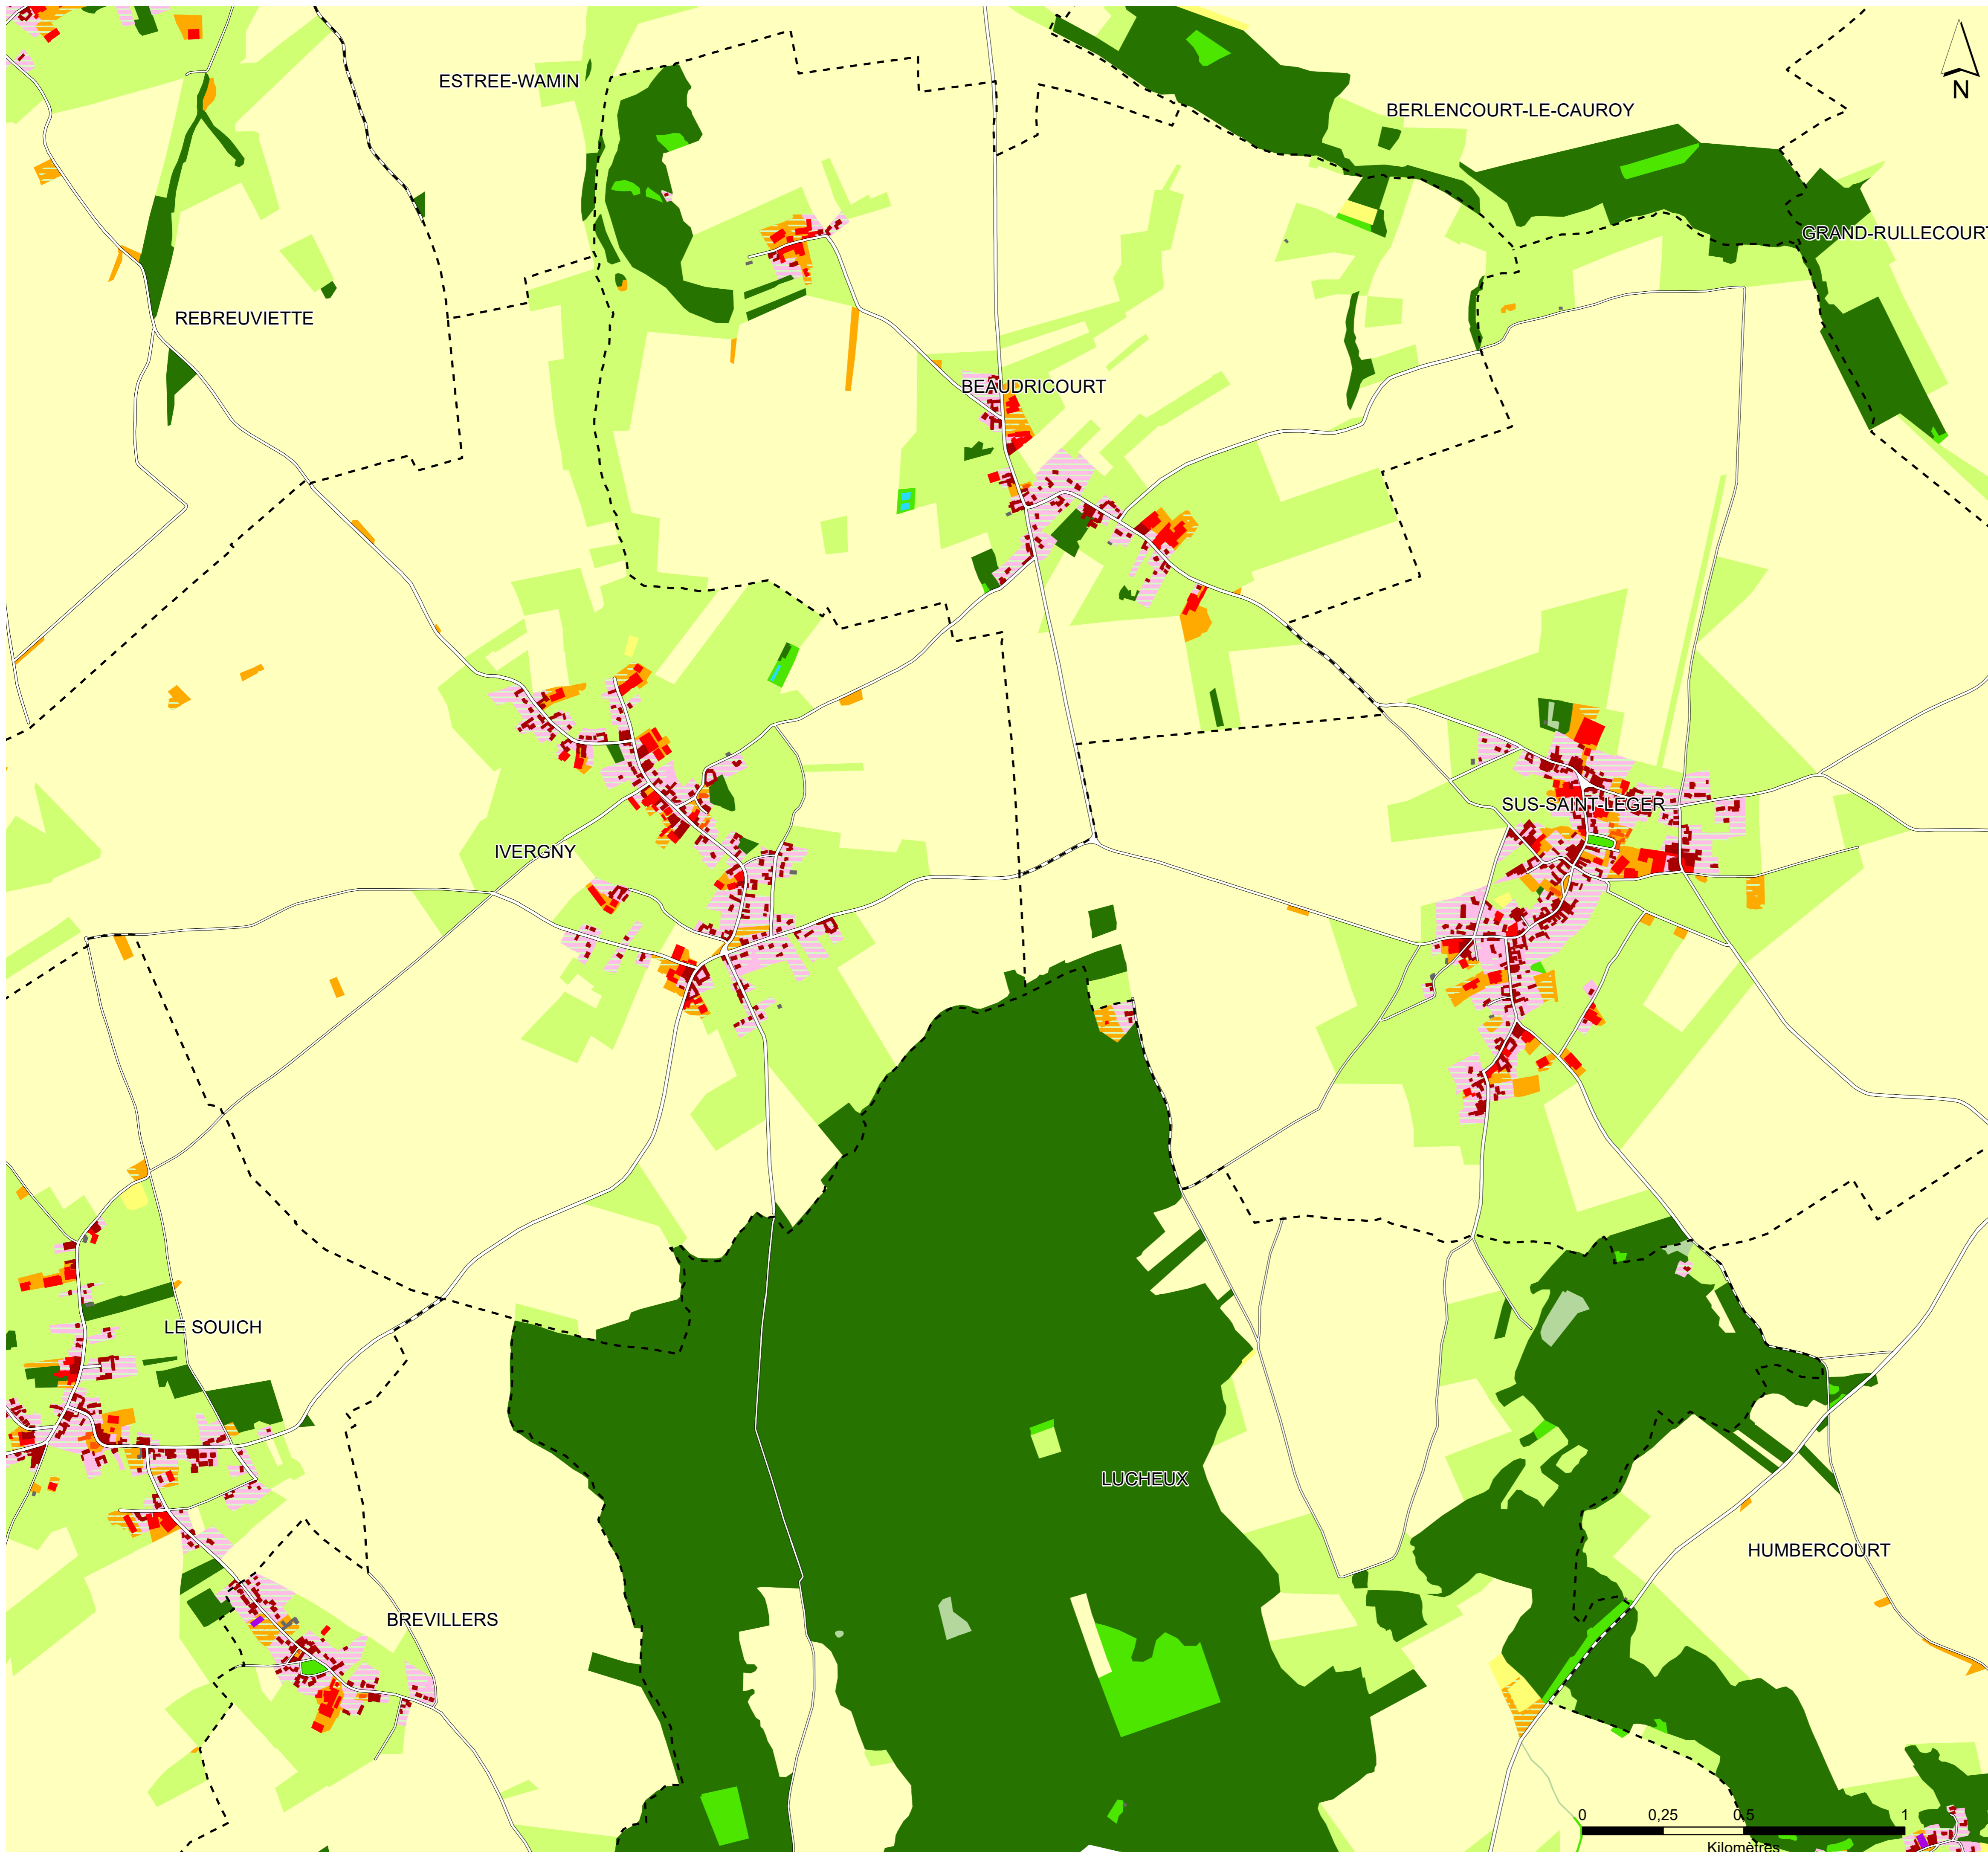 ESTREE-WAMIN
N
BERLENCOURT-LE-CAUROY
GRAND-RULLECOURT
REBREUVIETTE
BEAUDRICOURT
SUS-SAINT-LEGER
IVERGNY
LE SOUICH
LUCHEUX
HUMBERCOURT
BREVILLERS
0 0,25 0,5 1
Kilomètres